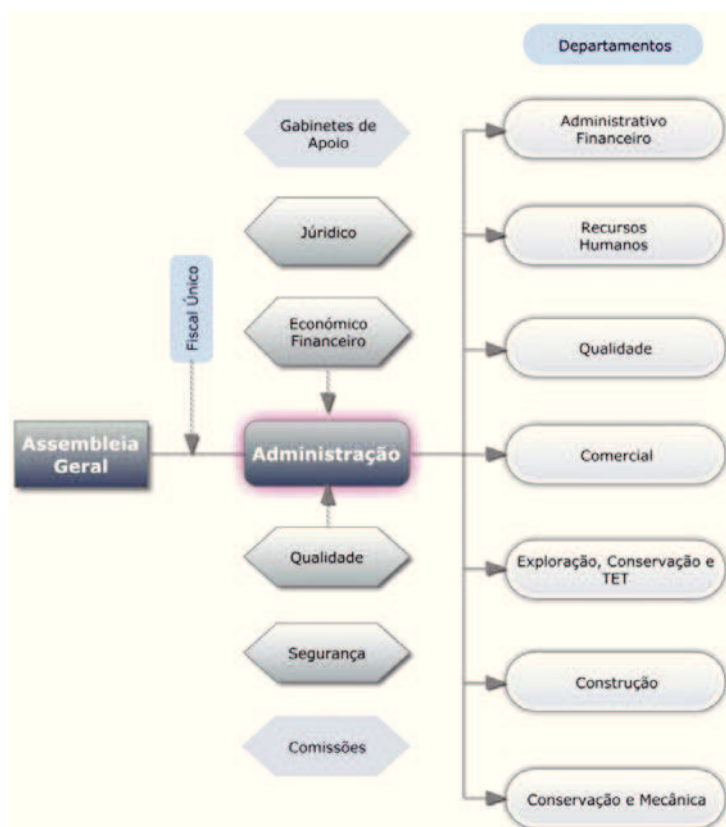 Departamentos
Gabinetes de
Apoio
Administrativo
Financeiro
Júridico
Recursos
Humanos
Fiscal Único
Económico
Financeiro
Qualidade
Assembleia
Geral
Administração
Comercial
Qualidade
Exploração, Conservação e
TET
Segurança
Construção
Comissões
Conservação e Mecânica